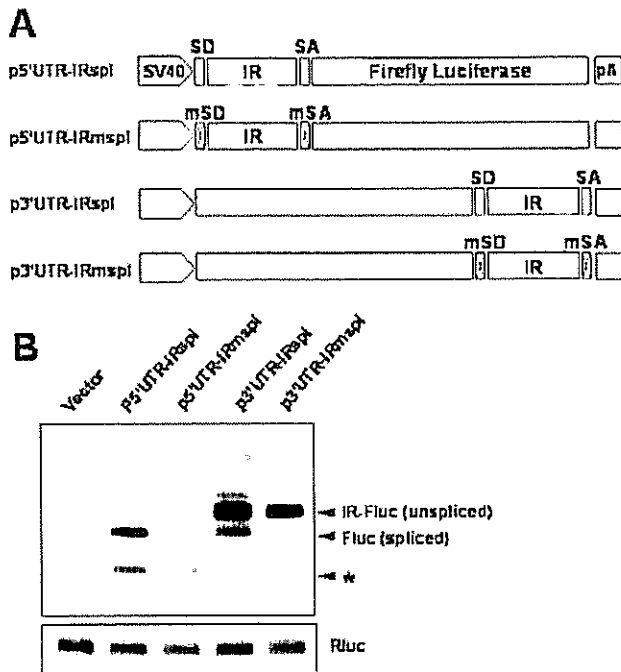 A
SD SA
p5'UTR-IRspl SV40 IR Firefly Luciferase pA
mSD mSA
p5'UTR-IRmspl IR
SD SA
p3'UTR-IRspl IR
mSD mSA
p3'UTR-IRmspl IR
B
Vector p5'UTR-IRspl p5'UTR-IRmspl p3'UTR-IRspl p3'UTR-IRmspl
IR-Fluc (unspliced)
Fluc (spliced)
*
Rluc